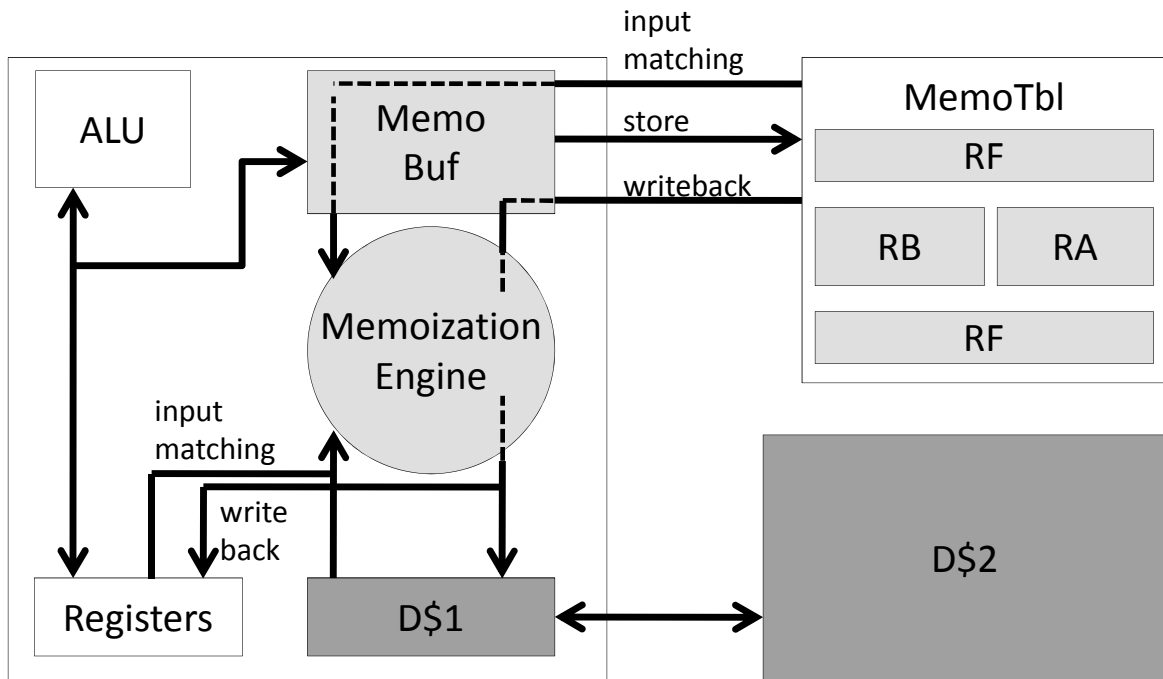 input
matching
MemoTbl
ALU
Memo
Buf
store
RF
writeback
RB
RA
Memoization
Engine
RF
input
matching
write
back
D$2
Registers
D$1